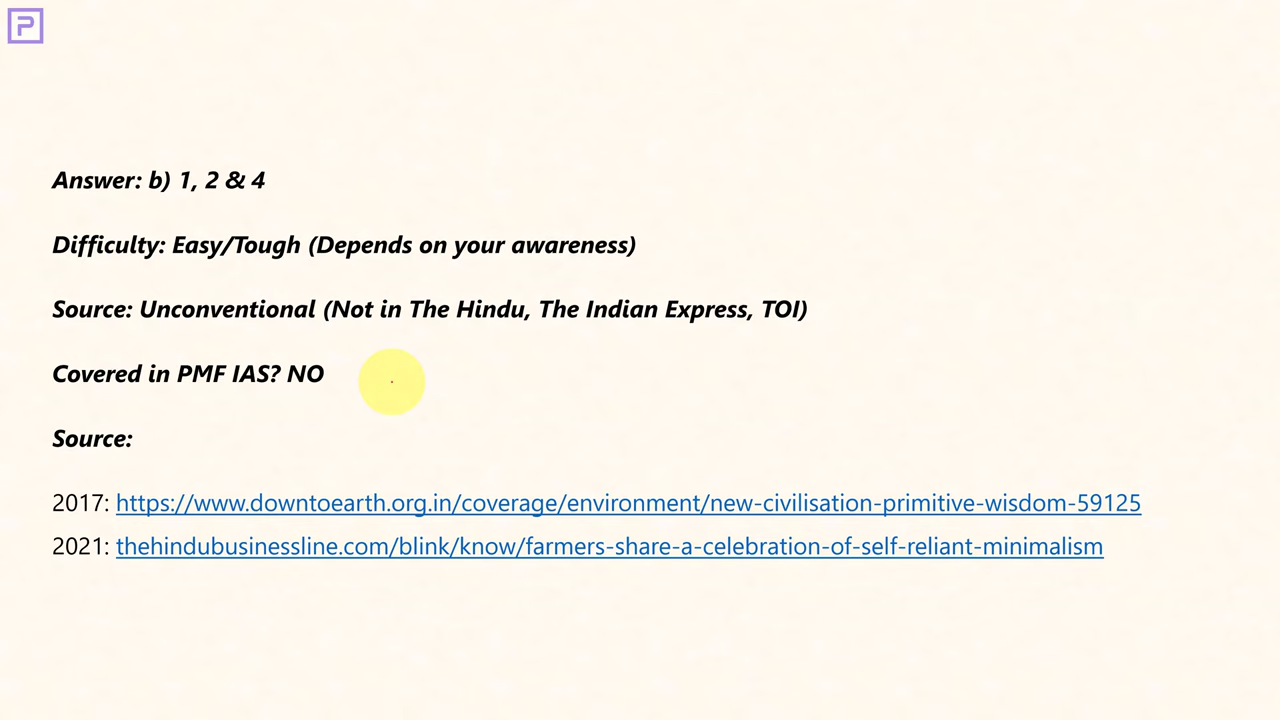 P
Answer: b) 1, 2 & 4
Difficulty: Easy/Tough (Depends on your awareness)
Source: Unconventional (Not in The Hindu, The Indian Express, TOI)
Covered in PMF IAS? NO
Source:
2017: https://www.downtoearth.org.in/coverage/environment/new-civilisation-primitive-wisdom-59125
2021: thehindubusinessline.com/blink/know/farmers-share-a-celebration-of-self-reliant-minimalism